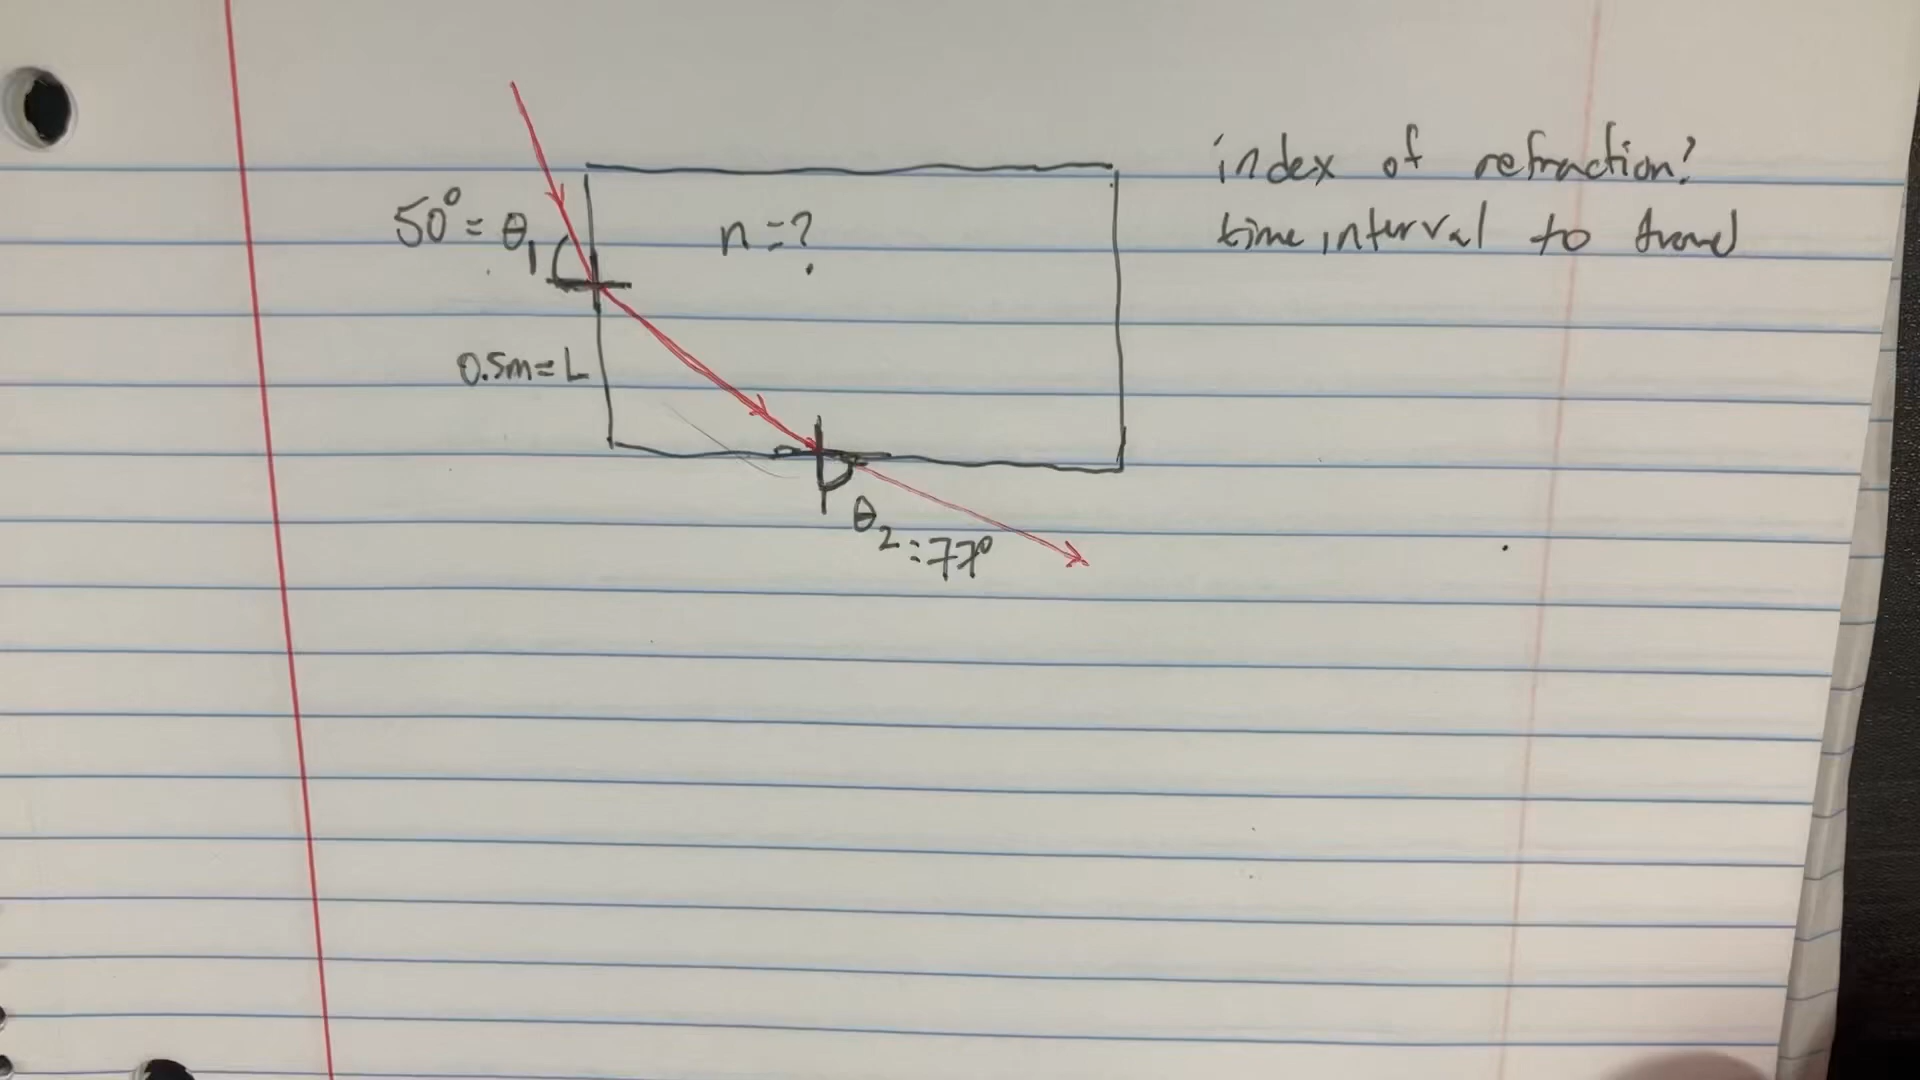 index of refraction?
time interval to travel
50° = θ₁
n = ?
0.5m = L
θ₂ = 77°